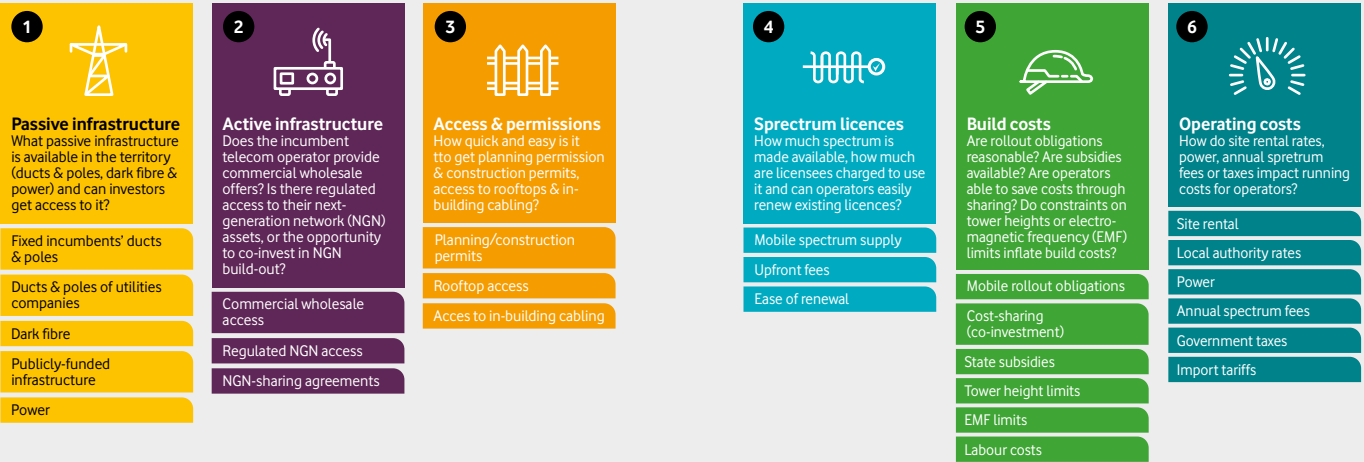 1
Passive infrastructure
What passive infrastructure
is available in the territory
(ducts & poles, dark fibre &
power) and can investors
get access to it?
Fixed incumbents' ducts
& poles
Ducts & poles of utilities
companies
Dark fibre
Publicly-funded
infrastructure
Power
2
Active infrastructure
Does the incumbent
telecom operator provide
commercial wholesale
offers? Is there regulated
access to their next-
generation network (NGN)
assets, or the opportunity
to co-invest in NGN
build-out?
Commercial wholesale
access
Regulated NGN access
NGN-sharing agreements
3
Access & permissions
How quick and easy is it
tto get planning permission
& construction permits,
access to rooftops & in-
building cabling?
Planning/construction
permits
Rooftop access
Acces to in-building cabling
4
Sprectrum licences
How much spectrum is
made available, how much
are licensees charged to use
it and can operators easily
renew existing licences?
Mobile spectrum supply
Upfront fees
Ease of renewal
5
Build costs
Are rollout obligations
reasonable? Are subsidies
available? Are operators
able to save costs through
sharing? Do constraints on
tower heights or electro-
magnetic frequency (EMF)
limits inflate build costs?
Mobile rollout obligations
Cost-sharing
(co-investment)
State subsidies
Tower height limits
EMF limits
Labour costs
6
Operating costs
How do site rental rates,
power, annual spretrum
fees or taxes impact running
costs for operators?
Site rental
Local authority rates
Power
Annual spectrum fees
Government taxes
Import tariffs